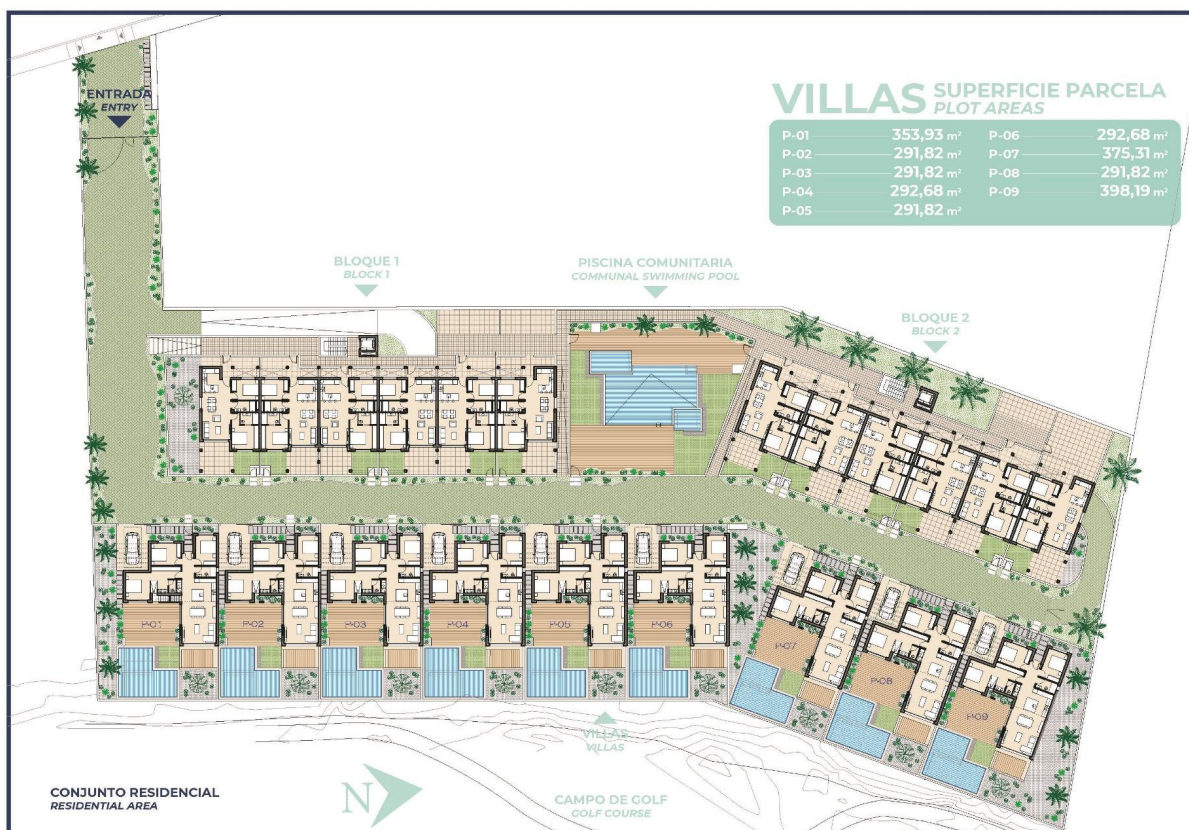 ENTRADA
ENTRY
VILLAS SUPERFICIE PARCELA
PLOT AREAS
P-01 353,93 m² P-06 292,68 m²
P-02 291,82 m² P-07 375,31 m²
P-03 291,82 m² P-08 291,82 m²
P-04 292,68 m² P-09 398,19 m²
P-05 291,82 m²
BLOQUE 1
BLOCK 1
PISCINA COMUNITARIA
COMMUNAL SWIMMING POOL
BLOQUE 2
BLOCK 2
P-01 P-02 P-03 P-04 P-05 P-06
P-07
P-08
P-09
VILLAS
VILLAS
CONJUNTO RESIDENCIAL
RESIDENTIAL AREA
N
CAMPO DE GOLF
GOLF COURSE